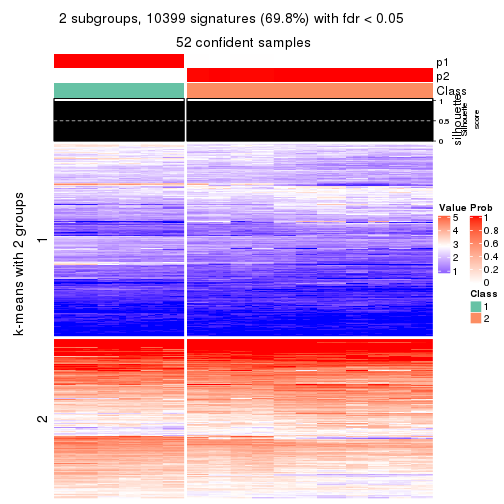 2 subgroups, 10399 signatures (69.8%) with fdr < 0.05
52 confident samples
p1
p2
Class
1
0.5
0
silhouette
Silhouette
score
k-means with 2 groups
1
2
Value
5
4
3
2
1
Prob
1
0.8
0.6
0.4
0.2
0
Class
1
2